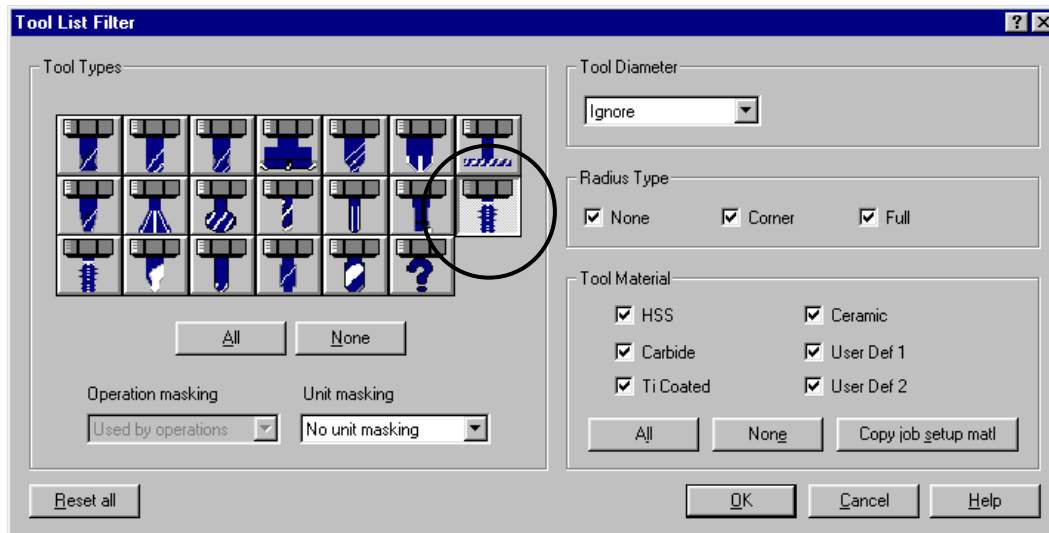 Tool List Filter
Tool Types
All
None
Operation masking
Unit masking
Used by operations
No unit masking
Tool Diameter
Ignore
Radius Type
None
Corner
Full
Tool Material
HSS
Ceramic
Carbide
User Def 1
Ti Coated
User Def 2
All
None
Copy job setup matl
Reset all
OK
Cancel
Help